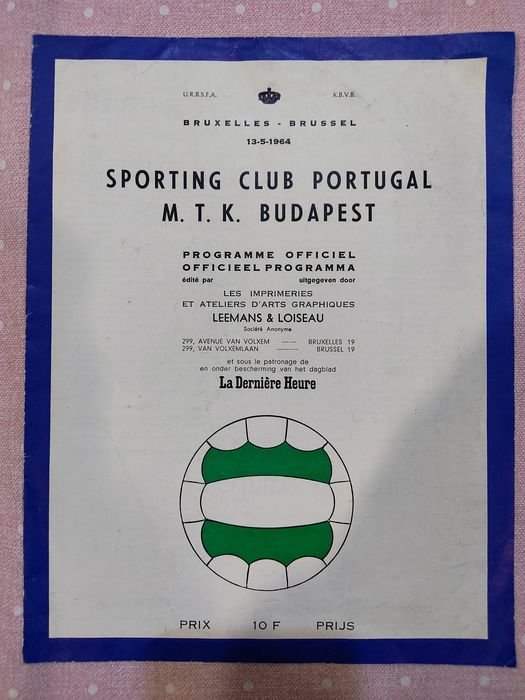 U.R.B.S.F.A. K.B.V.B.
BRUXELLES - BRUSSEL
13-5-1964
SPORTING CLUB PORTUGAL
M. T. K. BUDAPEST
PROGRAMME OFFICIEL
OFFICIEEL PROGRAMMA
édité par uitgegeven door
LES IMPRIMERIES
ET ATELIERS D'ARTS GRAPHIQUES
LEEMANS & LOISEAU
Société Anonyme
299, AVENUE VAN VOLXEM —— BRUXELLES 19
299, VAN VOLXEMLAAN —— BRUSSEL 19
et sous le patronage de
en onder bescherming van het dagblad
La Dernière Heure
PRIX 10 F PRIJS